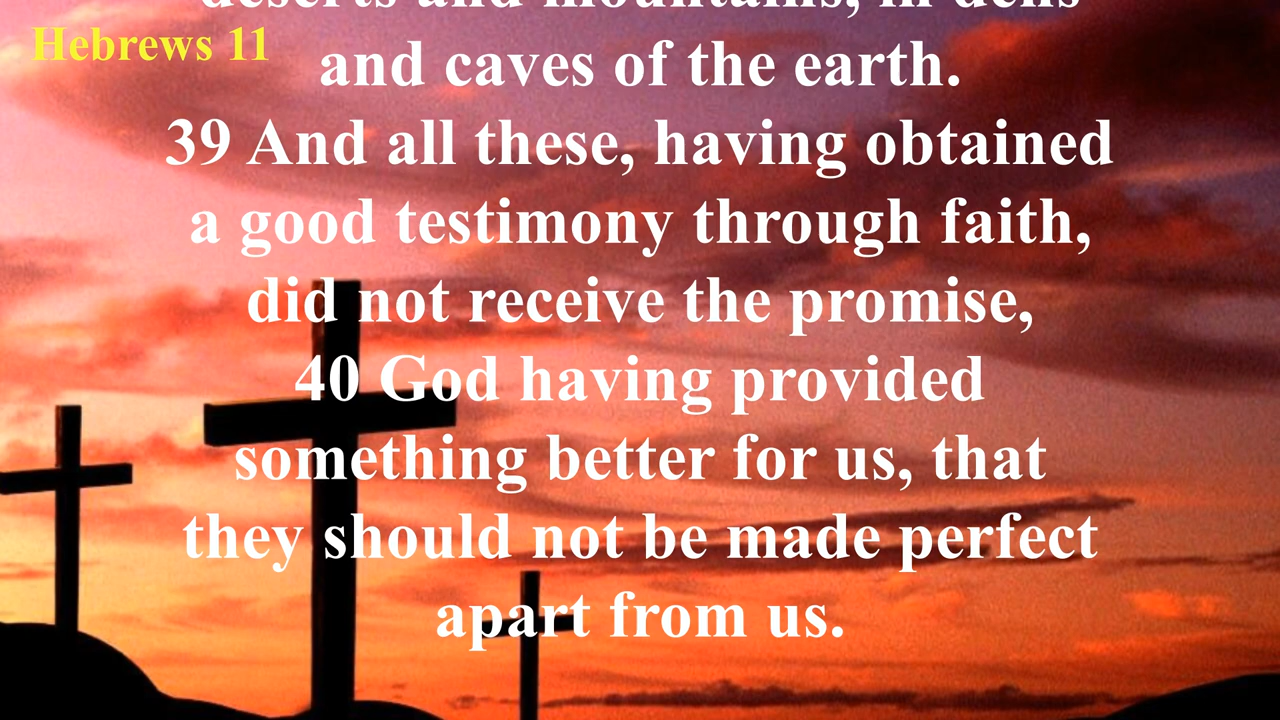 deserts and mountains, in dens
Hebrews 11
and caves of the earth.
39 And all these, having obtained
a good testimony through faith,
did not receive the promise,
40 God having provided
something better for us, that
they should not be made perfect
apart from us.